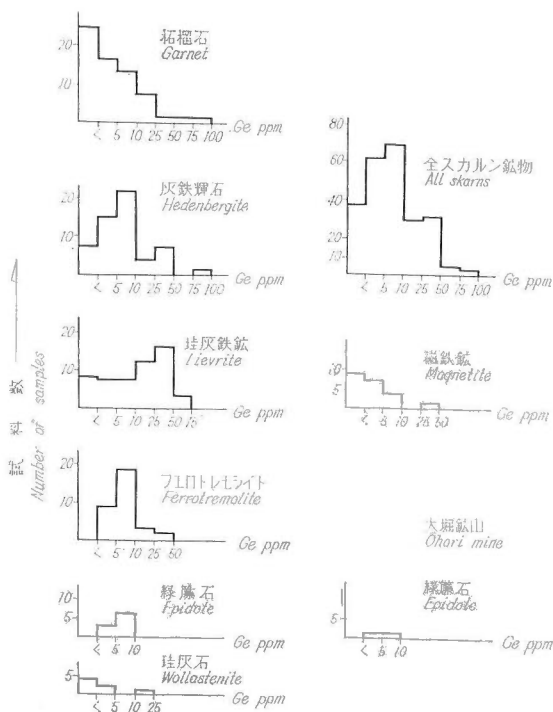 試料数
Number of samples
柘榴石
Garnet
20
10
< 5 10 25 50 75 100
Ge ppm
灰鉄輝石
Hedenbergite
20
10
< 5 10 25 50 75 100
Ge ppm
珪灰鉄鉱
Lievrite
20
10
< 5 10 25 50 75
Ge ppm
フエロトレモライト
Ferrotremolite
20
10
< 5 10 25 50
Ge ppm
緑簾石
Epidote
10
5
< 5 10
Ge ppm
珪灰石
Wollastenite
5
< 5 10 25
Ge ppm
全スカルン鉱物
All skarns
80
60
40
20
10
< 5 10 25 50 75 100
Ge ppm
磁鉄鉱
Magnetite
10
5
< 5 10 25 50
Ge ppm
大堀鉱山
Ohori mine
緑簾石
Epidote
5
< 5 10
Ge ppm